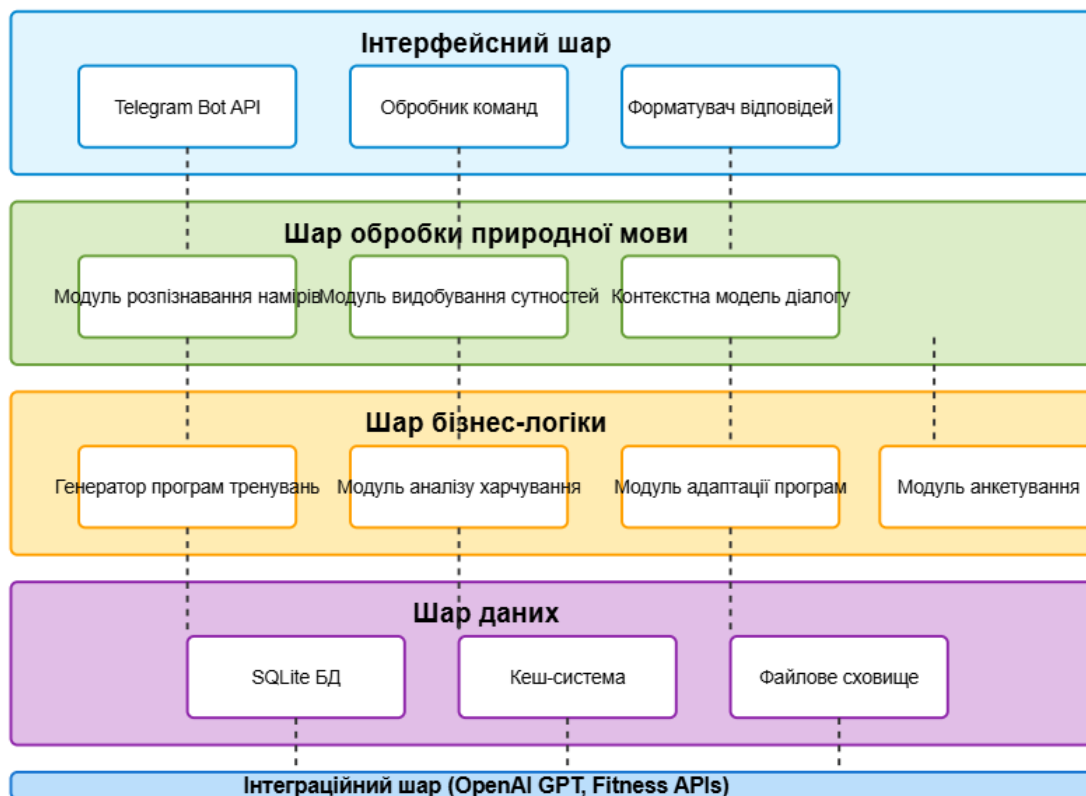 Інтерфейсний шар
Telegram Bot API
Обробник команд
Форматувач відповідей
Шар обробки природної мови
Модуль розпізнавання намірів
Модуль видобування сутностей
Контекстна модель діалогу
Шар бізнес-логіки
Генератор програм тренувань
Модуль аналізу харчування
Модуль адаптації програм
Модуль анкетування
Шар даних
SQLite БД
Кеш-система
Файлове сховище
Інтеграційний шар (OpenAI GPT, Fitness APIs)